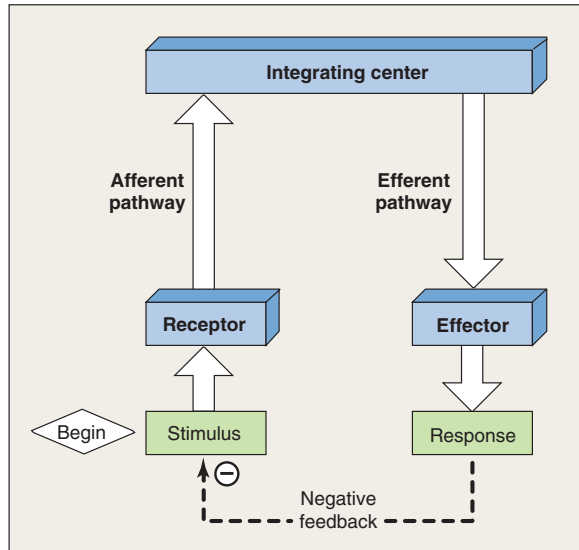 Integrating center
Afferent
pathway
Efferent
pathway
Receptor
Effector
Begin
Stimulus
Response
−
Negative
feedback